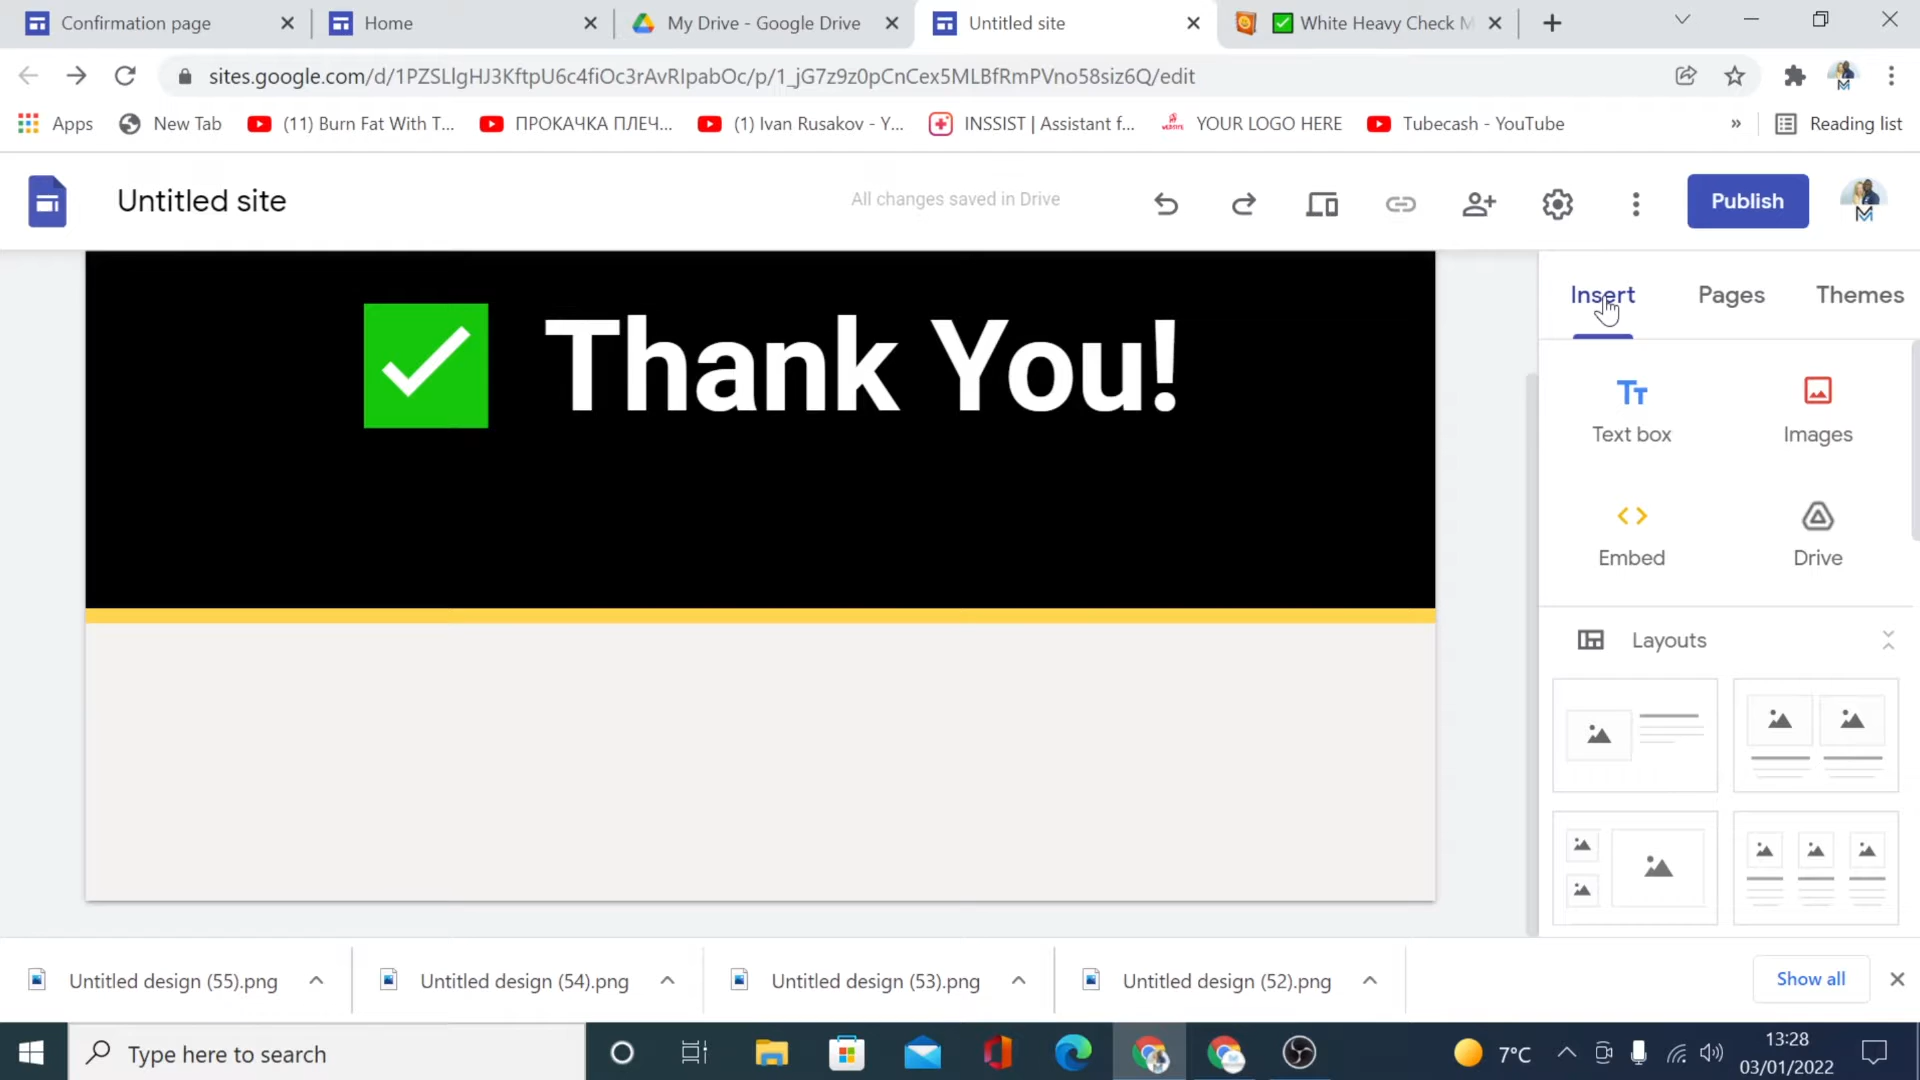 Confirmation page
Home
My Drive - Google Drive
Untitled site
White Heavy Check M
sites.google.com/d/1PZSLlgHJ3KftpU6c4fiOc3rAvRIpabOc/p/1_jG7z9z0pCnCex5MLBfRmPVno58siz6Q/edit
Apps
New Tab
(11) Burn Fat With T...
ПРОКАЧКА ПЛЕЧ...
(1) Ivan Rusakov - Y...
INSSIST | Assistant f...
YOUR LOGO HERE
Tubecash - YouTube
»
Reading list
Untitled site
All changes saved in Drive
Publish
Thank You!
Insert
Pages
Themes
Text box
Images
Embed
Drive
Layouts
Untitled design (55).png
Untitled design (54).png
Untitled design (53).png
Untitled design (52).png
Show all
Type here to search
7°C
13:28
03/01/2022